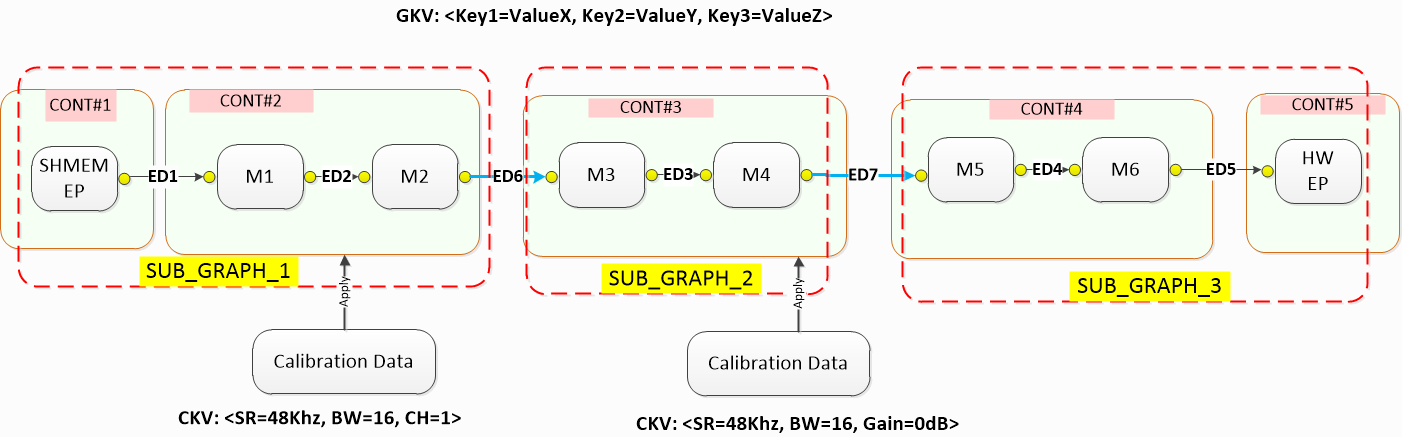 GKV: <Key1=ValueX, Key2=ValueY, Key3=ValueZ>
CONT#1
CONT#2
CONT#3
CONT#4
CONT#5
SHMEM
EP
ED1
M1
ED2
M2
ED6
M3
ED3
M4
ED7
M5
ED4
M6
ED5
HW
EP
SUB_GRAPH_1
SUB_GRAPH_2
SUB_GRAPH_3
Apply
Apply
Calibration Data
Calibration Data
CKV: <SR=48Khz, BW=16, CH=1>
CKV: <SR=48Khz, BW=16, Gain=0dB>